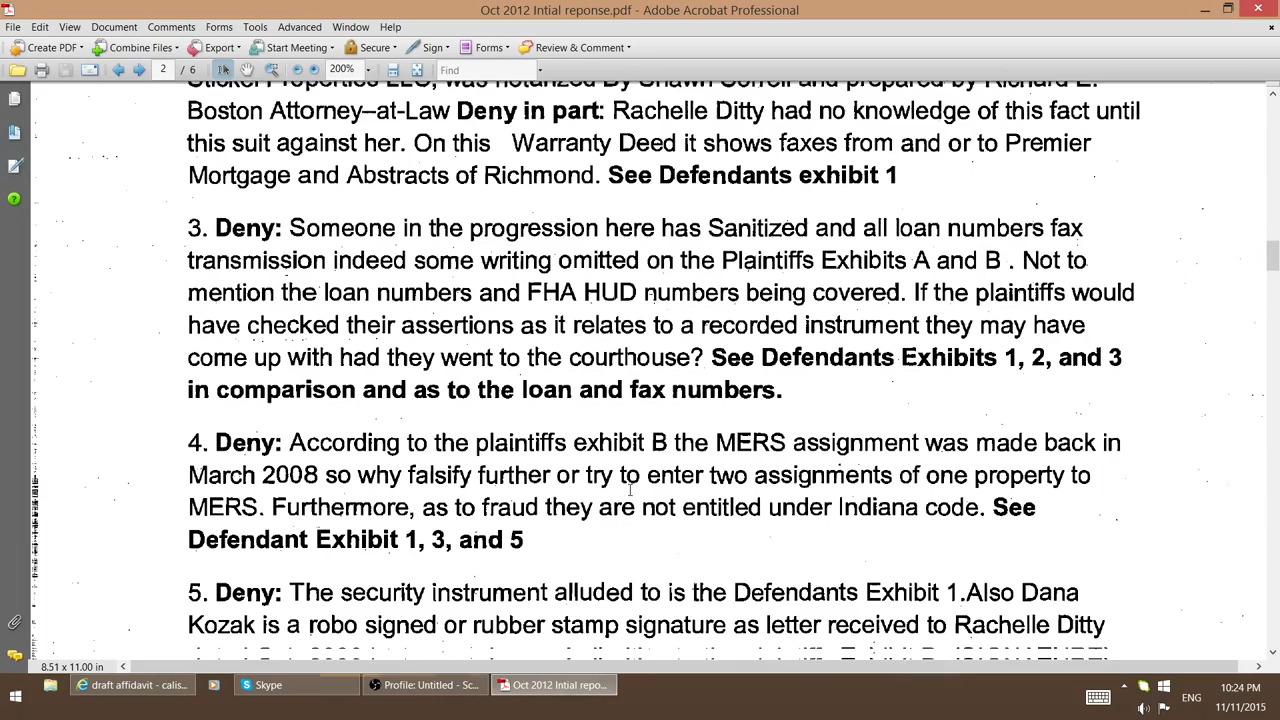 Oct 2012 Intial reponse.pdf - Adobe Acrobat Professional
File Edit View Document Comments Forms Tools Advanced Window Help
Create PDF Combine Files Export Start Meeting Secure Sign Forms Review & Comment
2 / 6 200% Find
Boston Attorney–at-Law Deny in part: Rachelle Ditty had no knowledge of this fact until
this suit against her. On this Warranty Deed it shows faxes from and or to Premier
Mortgage and Abstracts of Richmond. See Defendants exhibit 1
3. Deny: Someone in the progression here has Sanitized and all loan numbers fax
transmission indeed some writing omitted on the Plaintiffs Exhibits A and B . Not to
mention the loan numbers and FHA HUD numbers being covered. If the plaintiffs would
have checked their assertions as it relates to a recorded instrument they may have
come up with had they went to the courthouse? See Defendants Exhibits 1, 2, and 3
in comparison and as to the loan and fax numbers.
4. Deny: According to the plaintiffs exhibit B the MERS assignment was made back in
March 2008 so why falsify further or try to enter two assignments of one property to
MERS. Furthermore, as to fraud they are not entitled under Indiana code. See
Defendant Exhibit 1, 3, and 5
5. Deny: The security instrument alluded to is the Defendants Exhibit 1.Also Dana
Kozak is a robo signed or rubber stamp signature as letter received to Rachelle Ditty
8.51 x 11.00 in
draft affidavit - calis... Skype Profile: Untitled - Sc... Oct 2012 Intial repo... ENG 10:24 PM
11/11/2015